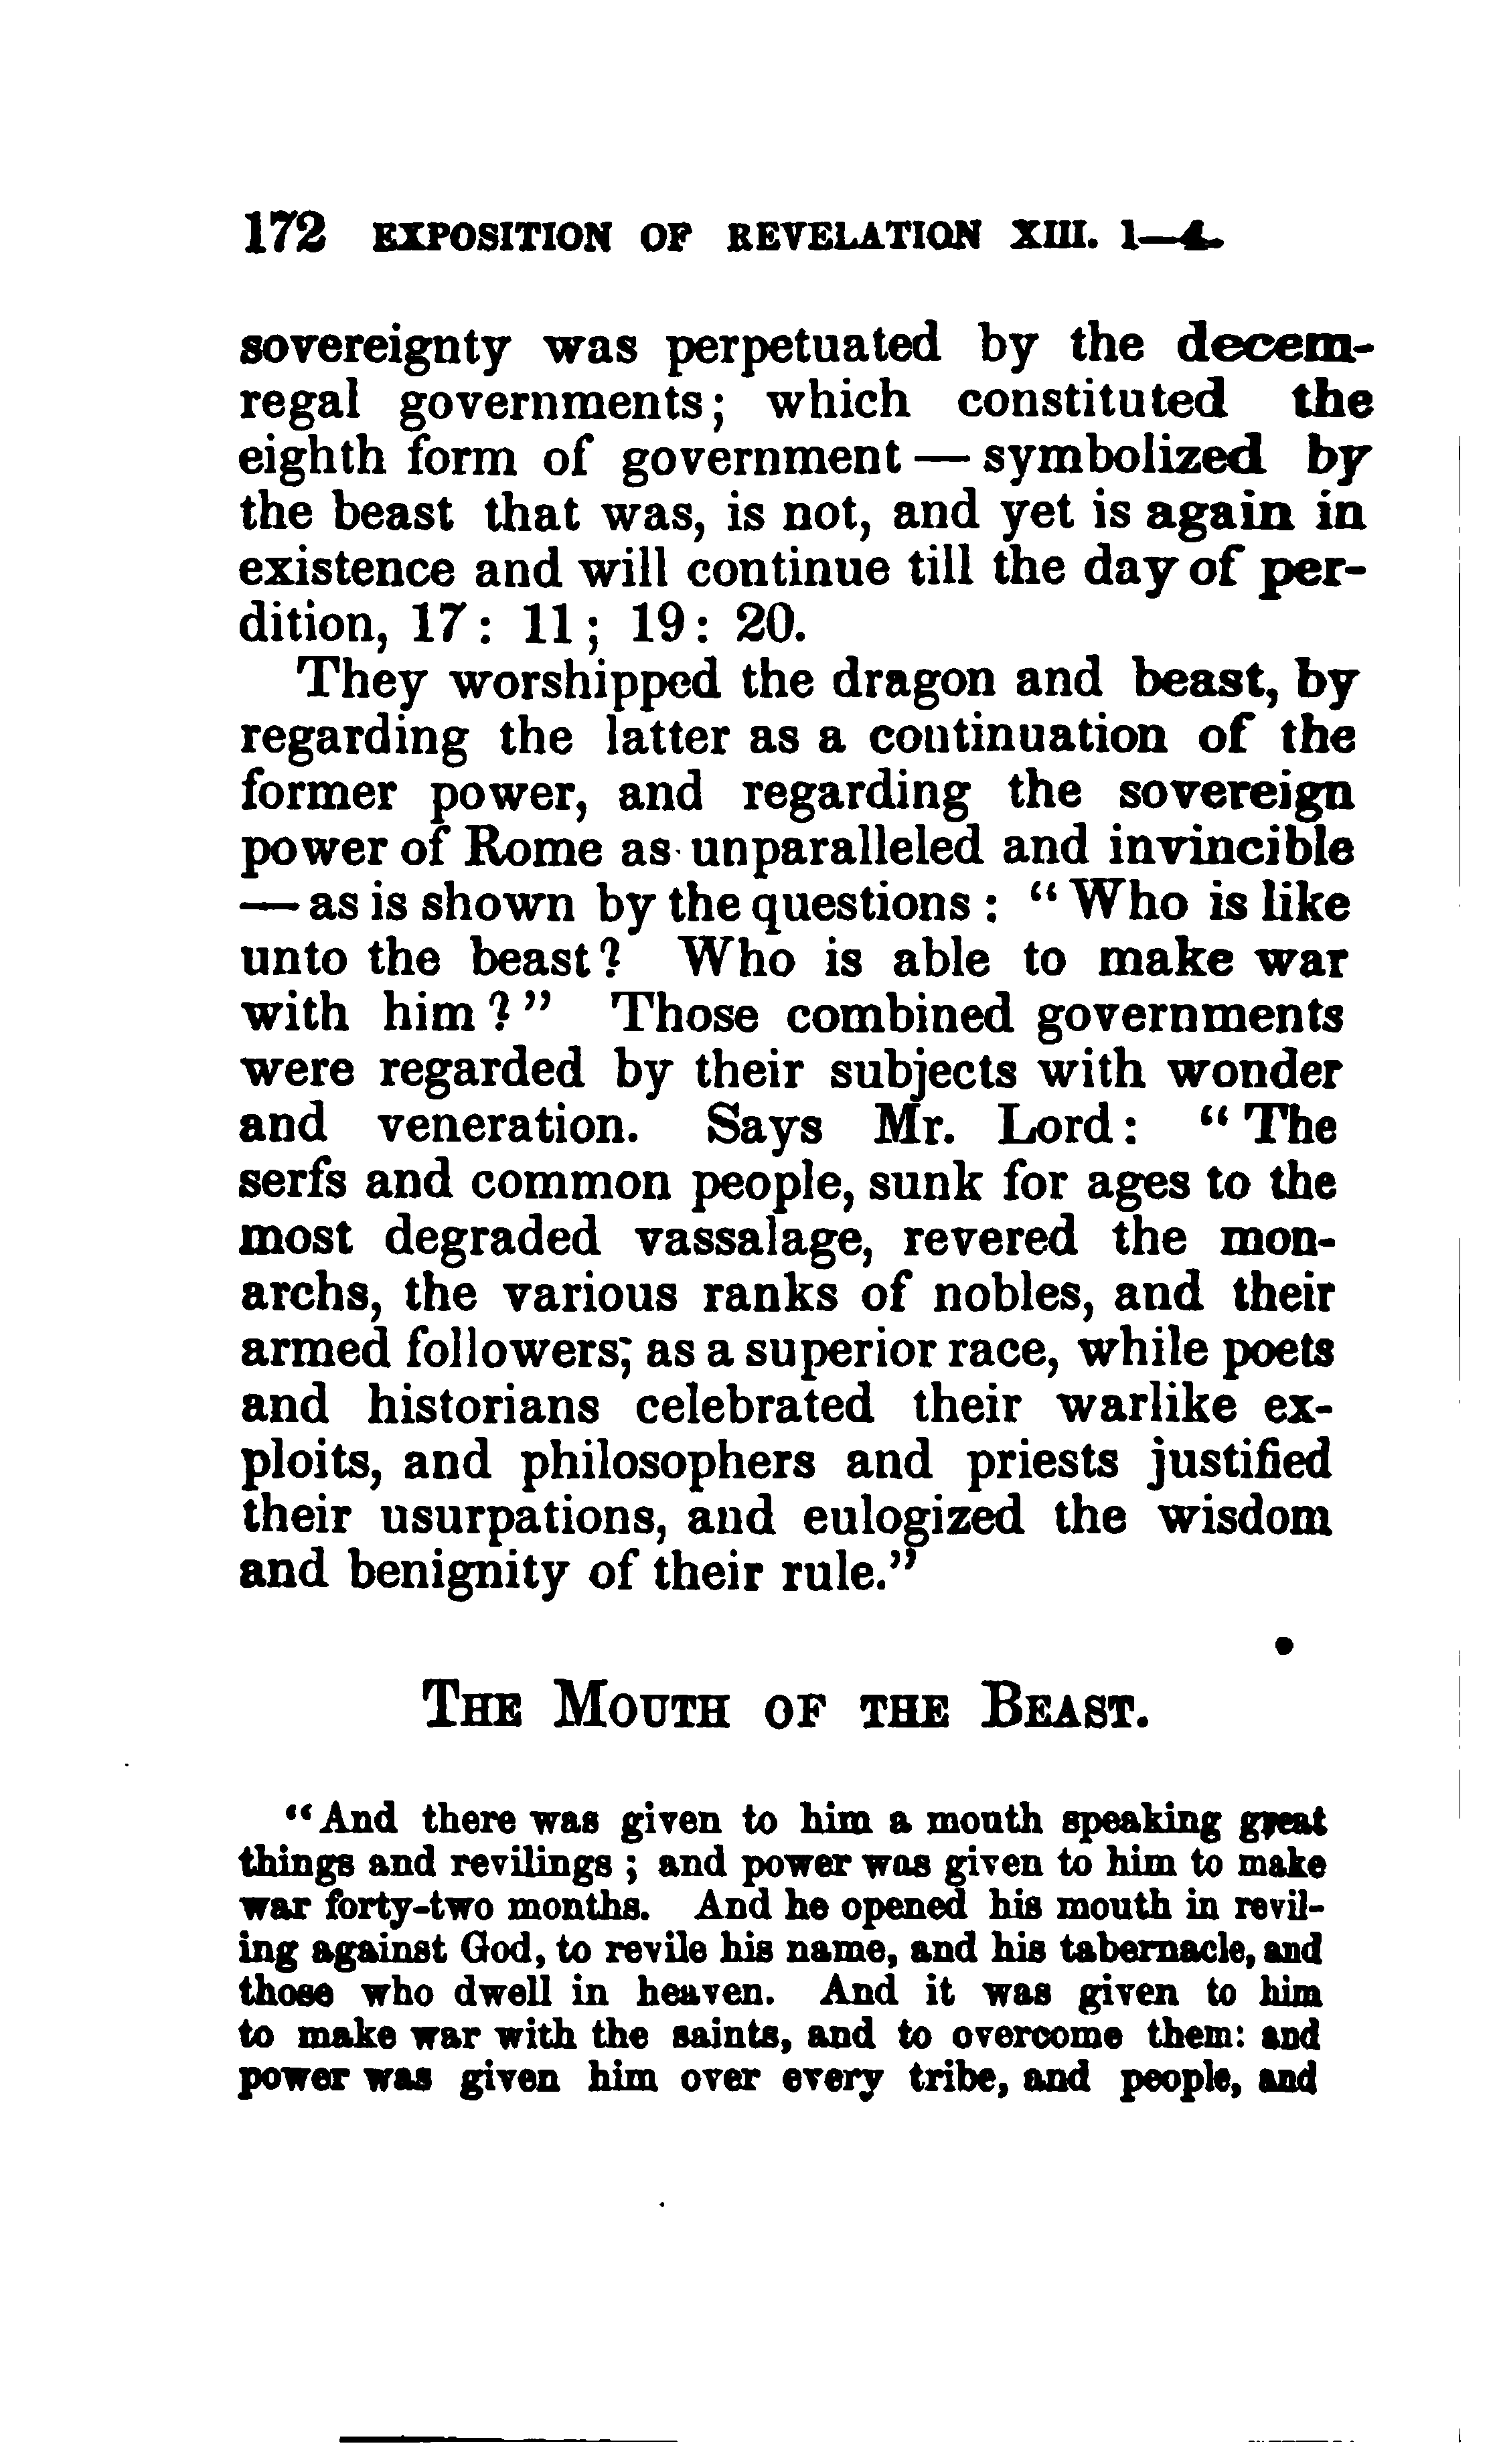 172 EXPOSITION OF REVELATION XIII. 1—4.
sovereignty was perpetuated by the decem-
regal governments; which constituted the
eighth form of government — symbolized by
the beast that was, is not, and yet is again in
existence and will continue till the day of per-
dition, 17: 11; 19: 20.
They worshipped the dragon and beast, by
regarding the latter as a continuation of the
former power, and regarding the sovereign
power of Rome as unparalleled and invincible
— as is shown by the questions: "Who is like
unto the beast? Who is able to make war
with him?" Those combined governments
were regarded by their subjects with wonder
and veneration. Says Mr. Lord: "The
serfs and common people, sunk for ages to the
most degraded vassalage, revered the mon-
archs, the various ranks of nobles, and their
armed followers; as a superior race, while poets
and historians celebrated their warlike ex-
ploits, and philosophers and priests justified
their usurpations, and eulogized the wisdom
and benignity of their rule."
THE MOUTH OF THE BEAST.
"And there was given to him a mouth speaking great
things and revilings; and power was given to him to make
war forty-two months. And he opened his mouth in revil-
ing against God, to revile his name, and his tabernacle, and
those who dwell in heaven. And it was given to him
to make war with the saints, and to overcome them: and
power was given him over every tribe, and people, and